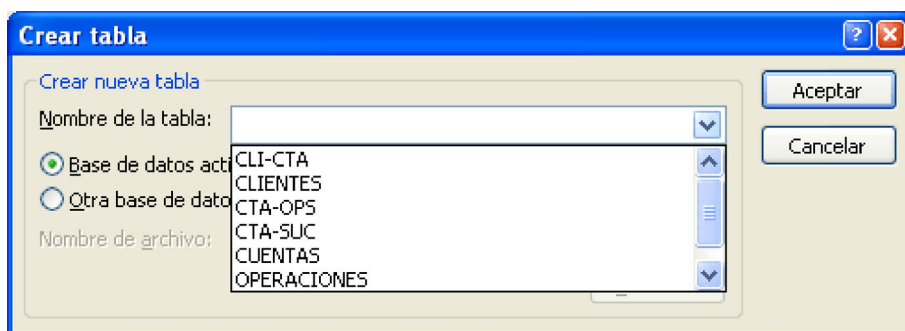 Crear tabla
Crear nueva tabla
Nombre de la tabla:
Aceptar
Cancelar
Base de datos acti
Otra base de dato
Nombre de archivo:
CLI-CTA
CLIENTES
CTA-OPS
CTA-SUC
CUENTAS
OPERACIONES